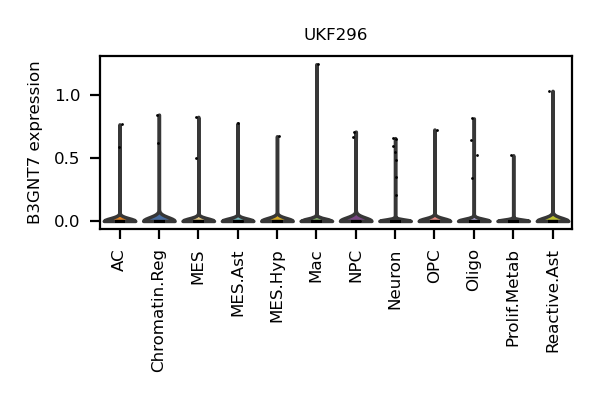 UKF296
B3GNT7 expression
1.0
0.5
0.0
AC
Chromatin.Reg
MES
MES.Ast
MES.Hyp
Mac
NPC
Neuron
OPC
Oligo
Prolif.Metab
Reactive.Ast